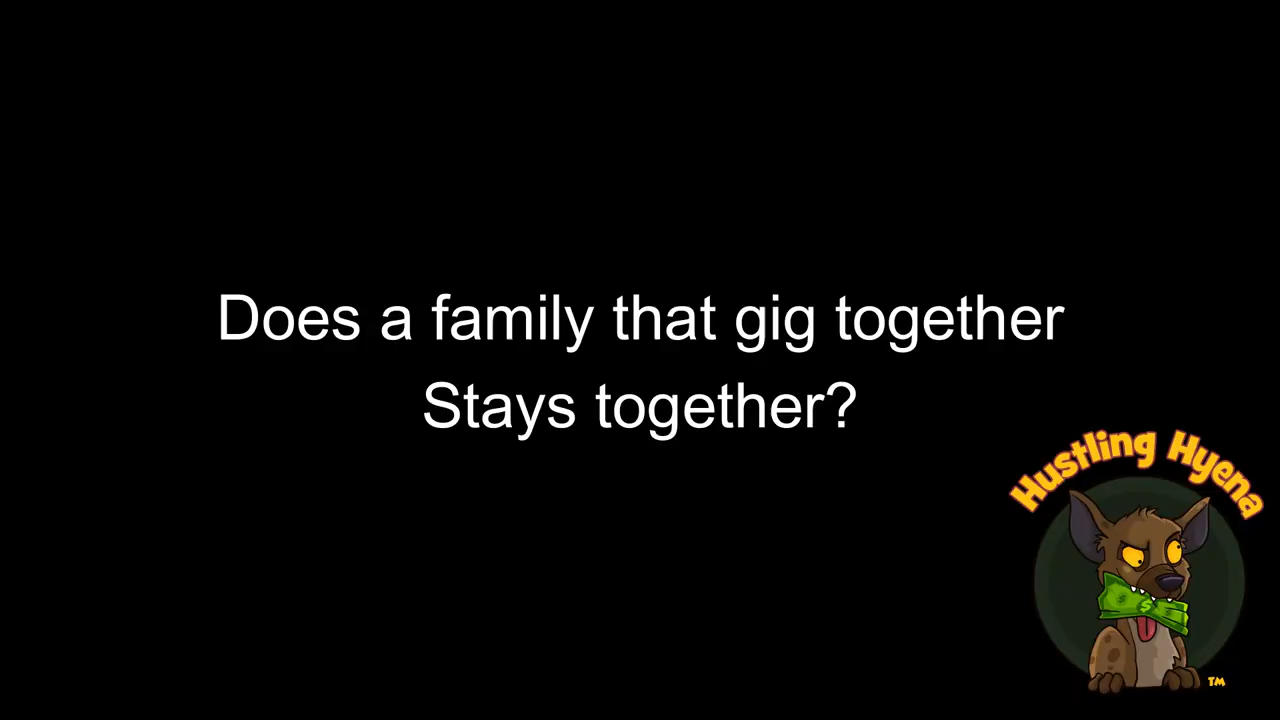 Does a family that gig together
Stays together?
Hustling Hyena
TM